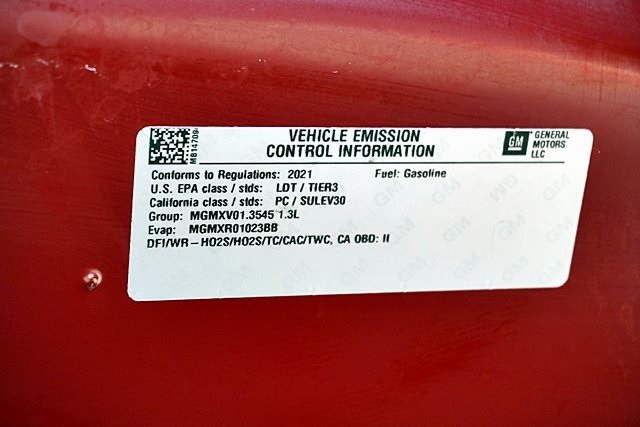 MB14709
VEHICLE EMISSION
CONTROL INFORMATION
GM
GENERAL
MOTORS
LLC
Conforms to Regulations: 2021 Fuel: Gasoline
U.S. EPA class / stds: LDT / TIER3
California class / stds: PC / SULEV30
Group: MGMXV01.3545 1.3L
Evap: MGMXR01023BB
DFI/WR-HO2S/HO2S/TC/CAC/TWC, CA OBD: II